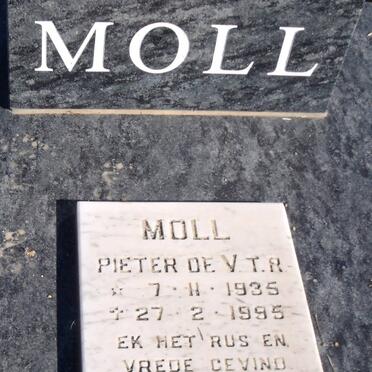 MOLL
MOLL
PIETER DE V.T.R.
* 7 - 11 - 1935
† 27 - 2 - 1995
EK HET RUS EN
VREDE GEVIND